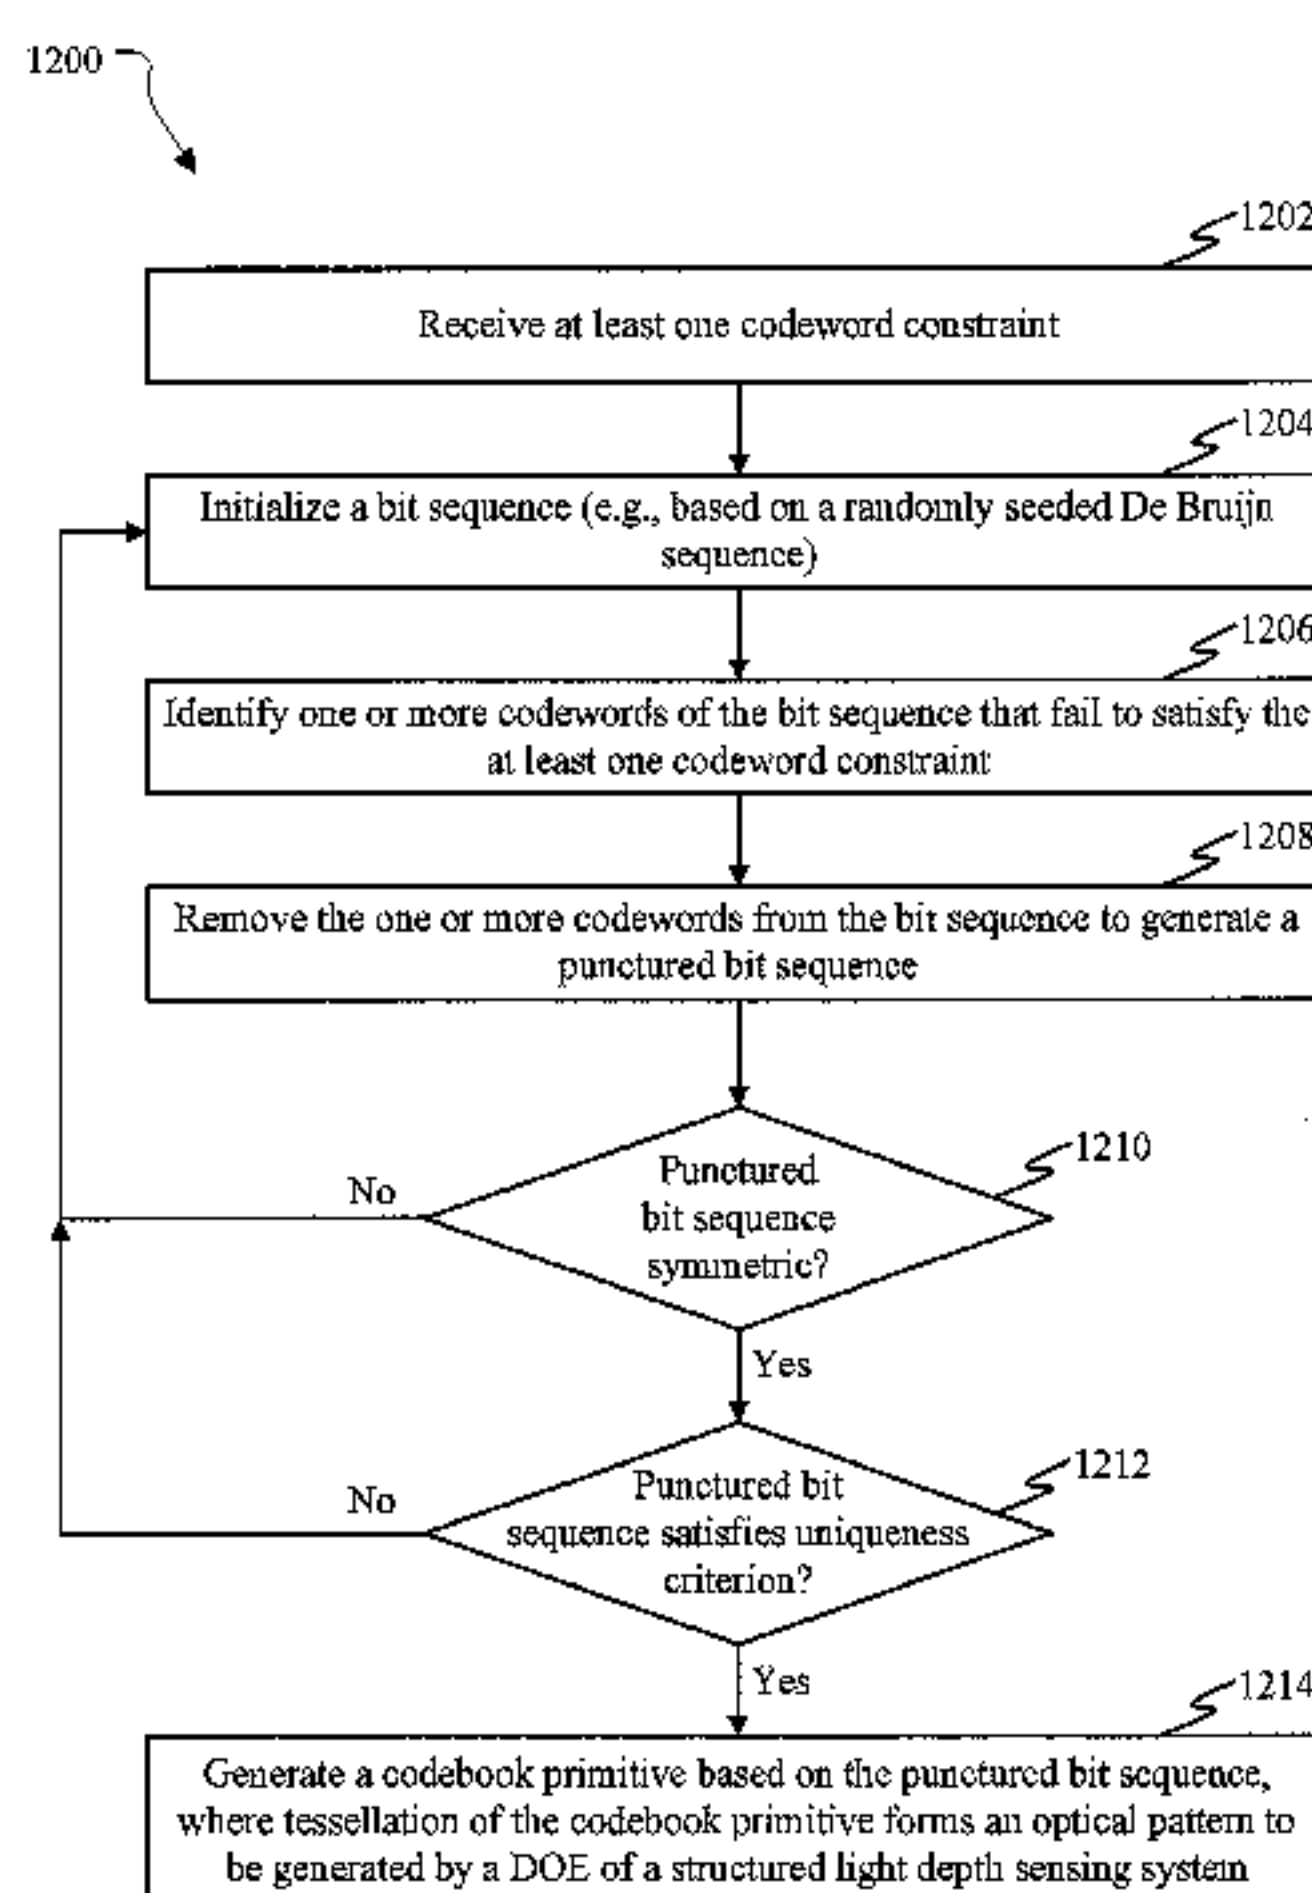 1200
1202
Receive at least one codeword constraint
1204
Initialize a bit sequence (e.g., based on a randomly seeded De Bruijn
sequence)
1206
Identify one or more codewords of the bit sequence that fail to satisfy the
at least one codeword constraint
1208
Remove the one or more codewords from the bit sequence to generate a
punctured bit sequence
1210
Punctured
bit sequence
symmetric?
No
Yes
1212
Punctured bit
sequence satisfies uniqueness
criterion?
No
Yes
1214
Generate a codebook primitive based on the punctured bit sequence,
where tessellation of the codebook primitive forms an optical pattern to
be generated by a DOE of a structured light depth sensing system